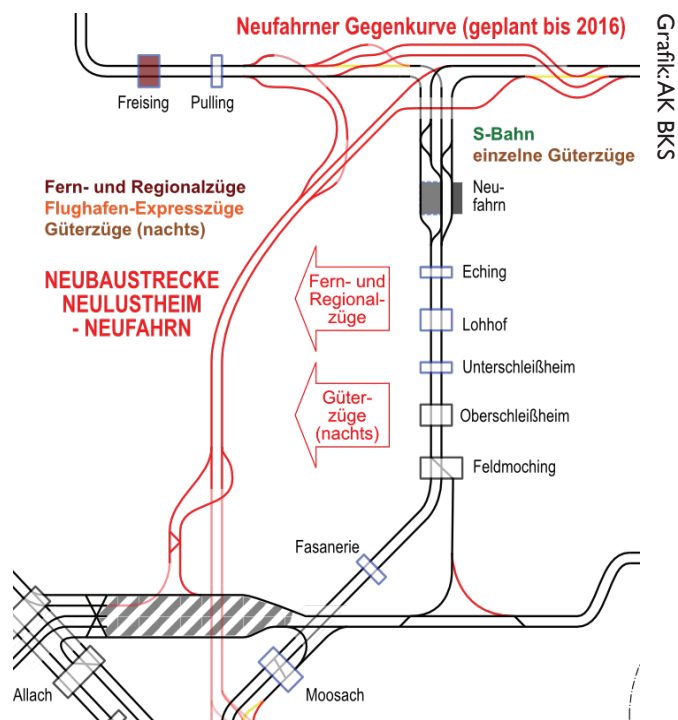 Neufahrner Gegenkurve (geplant bis 2016)
Grafik: AK BKS
Freising
Pulling
S-Bahn
einzelne Güterzüge
Fern- und Regionalzüge
Flughafen-Expresszüge
Güterzüge (nachts)
Neu-
fahrn
NEUBAUSTRECKE
NEULUSTHEIM
- NEUFAHRN
Fern- und
Regional-
züge
Eching
Lohhof
Unterschleißheim
Güter-
züge
(nachts)
Oberschleißheim
Feldmoching
Fasanerie
Allach
Moosach